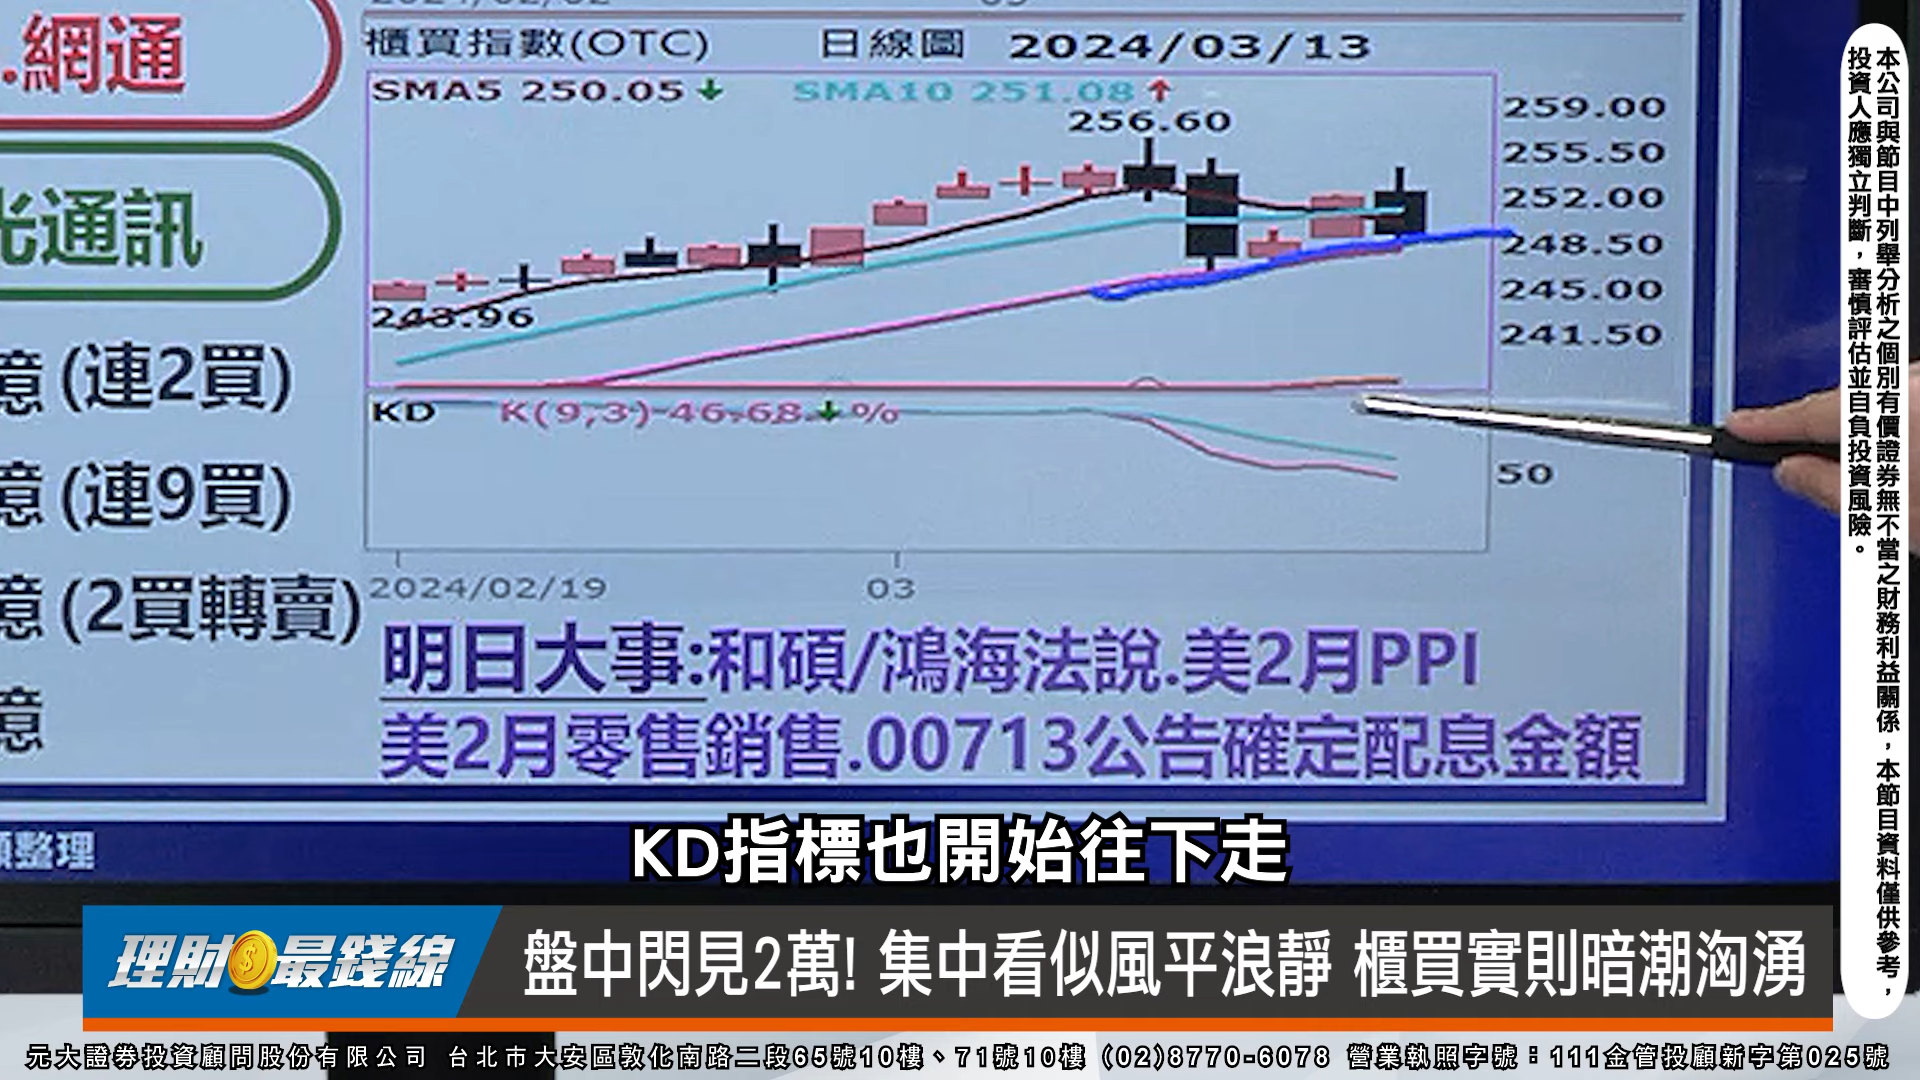 .網通
光通訊
億(連2買)
億(連9買)
億(2買轉賣)
億
櫃買指數(OTC) 日線圖 2024/03/13
SMA5 250.05↓ SMA10 251.08↑
256.60
259.00
255.50
252.00
248.50
245.00
241.50
243.96
KD K(9,3) 46.68↓%
50
2024/02/19 03
明日大事:和碩/鴻海法說.美2月PPI
美2月零售銷售.00713公告確定配息金額
整理
KD指標也開始往下走
理財最錢線
盤中閃見2萬! 集中看似風平浪靜 櫃買實則暗潮洶湧
元大證券投資顧問股份有限公司 台北市大安區敦化南路二段65號10樓、71號10樓 (02)8770-6078 營業執照字號：111金管投顧新字第025號
本公司與節目中列舉分析之個別有價證券無不當之財務利益關係，本節目資料僅供參考，
投資人應獨立判斷，審慎評估並自負投資風險。